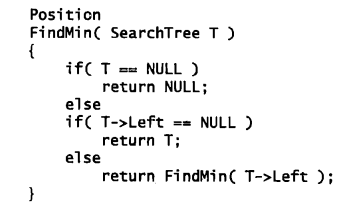 Position
FindMin( SearchTree T )
{
    if( T == NULL )
        return NULL;
    else
    if( T->Left == NULL )
        return T;
    else
        return FindMin( T->Left );
}